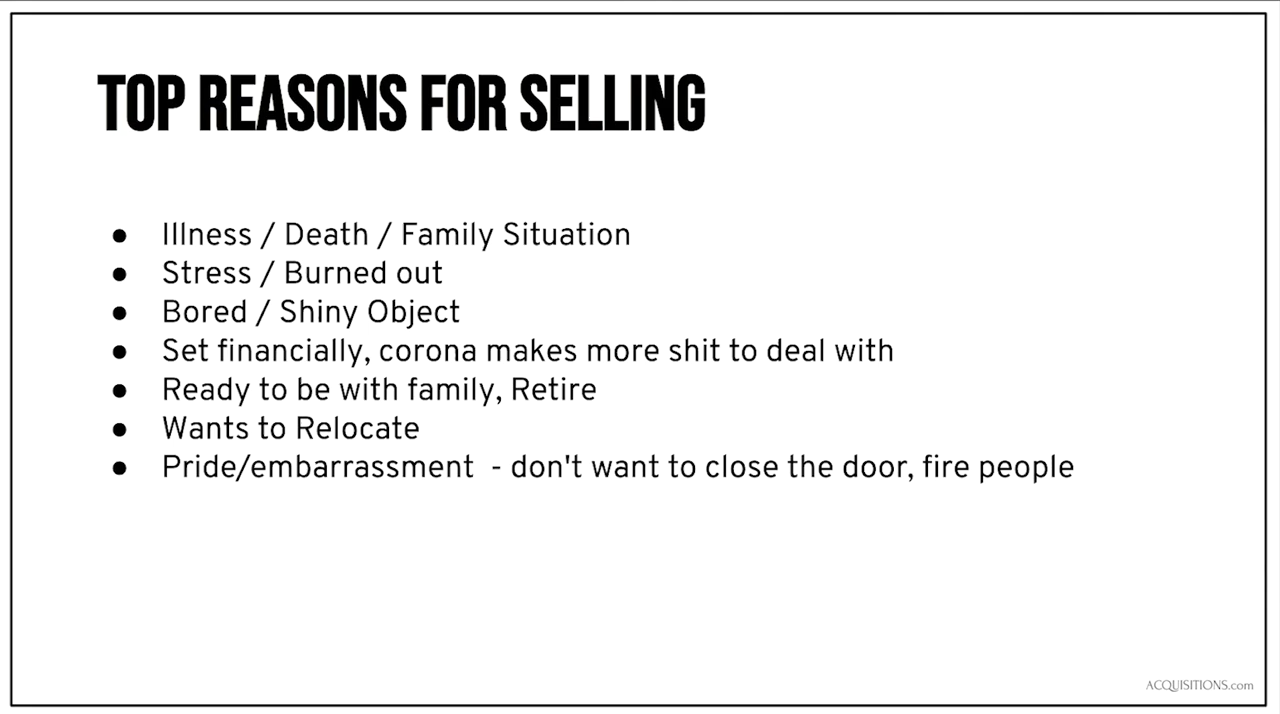 TOP REASONS FOR SELLING
● Illness / Death / Family Situation
● Stress / Burned out
● Bored / Shiny Object
● Set financially, corona makes more shit to deal with
● Ready to be with family, Retire
● Wants to Relocate
● Pride/embarrassment  - don't want to close the door, fire people
ACQUISITIONS.com